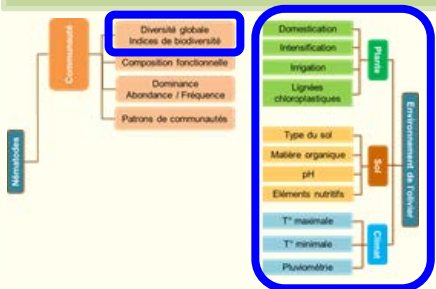 Nématodes
Communauté
Diversité globale
Indices de biodiversité
Composition fonctionnelle
Dominance
Abondance / Fréquence
Patrons de communautés
Domestication
Intensification
Irrigation
Lignées
chloroplastiques
Plante
Type du sol
Matière organique
pH
Eléments nutritifs
Sol
T° maximale
T° minimale
Pluviométrie
Climat
Environnement de l'olivier